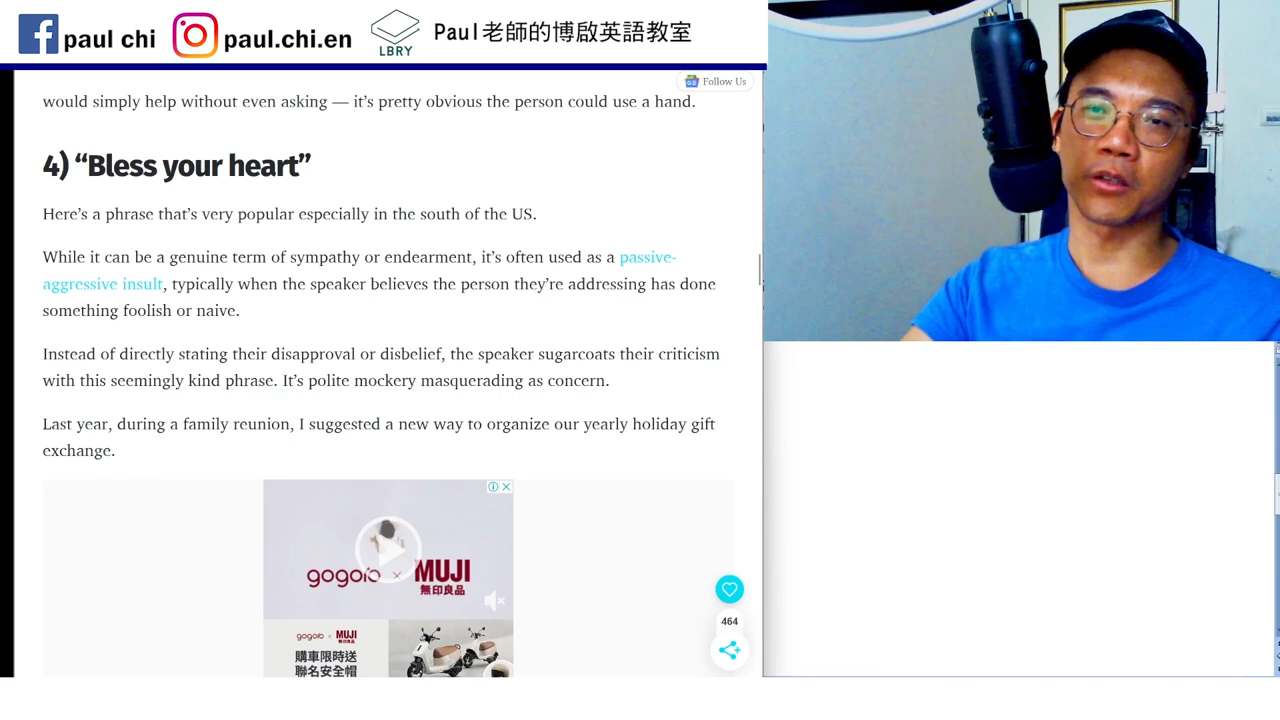 paul chi
paul.chi.en
LBRY
Paul老師的博啟英語教室
Follow Us
would simply help without even asking — it’s pretty obvious the person could use a hand.
4) “Bless your heart”
Here’s a phrase that’s very popular especially in the south of the US.
While it can be a genuine term of sympathy or endearment, it’s often used as a passive-
aggressive insult, typically when the speaker believes the person they’re addressing has done
something foolish or naive.
Instead of directly stating their disapproval or disbelief, the speaker sugarcoats their criticism
with this seemingly kind phrase. It’s polite mockery masquerading as concern.
Last year, during a family reunion, I suggested a new way to organize our yearly holiday gift
exchange.
gogoro × MUJI
無印良品
gogoro × MUJI
無印良品
購車限時送
聯名安全帽
464